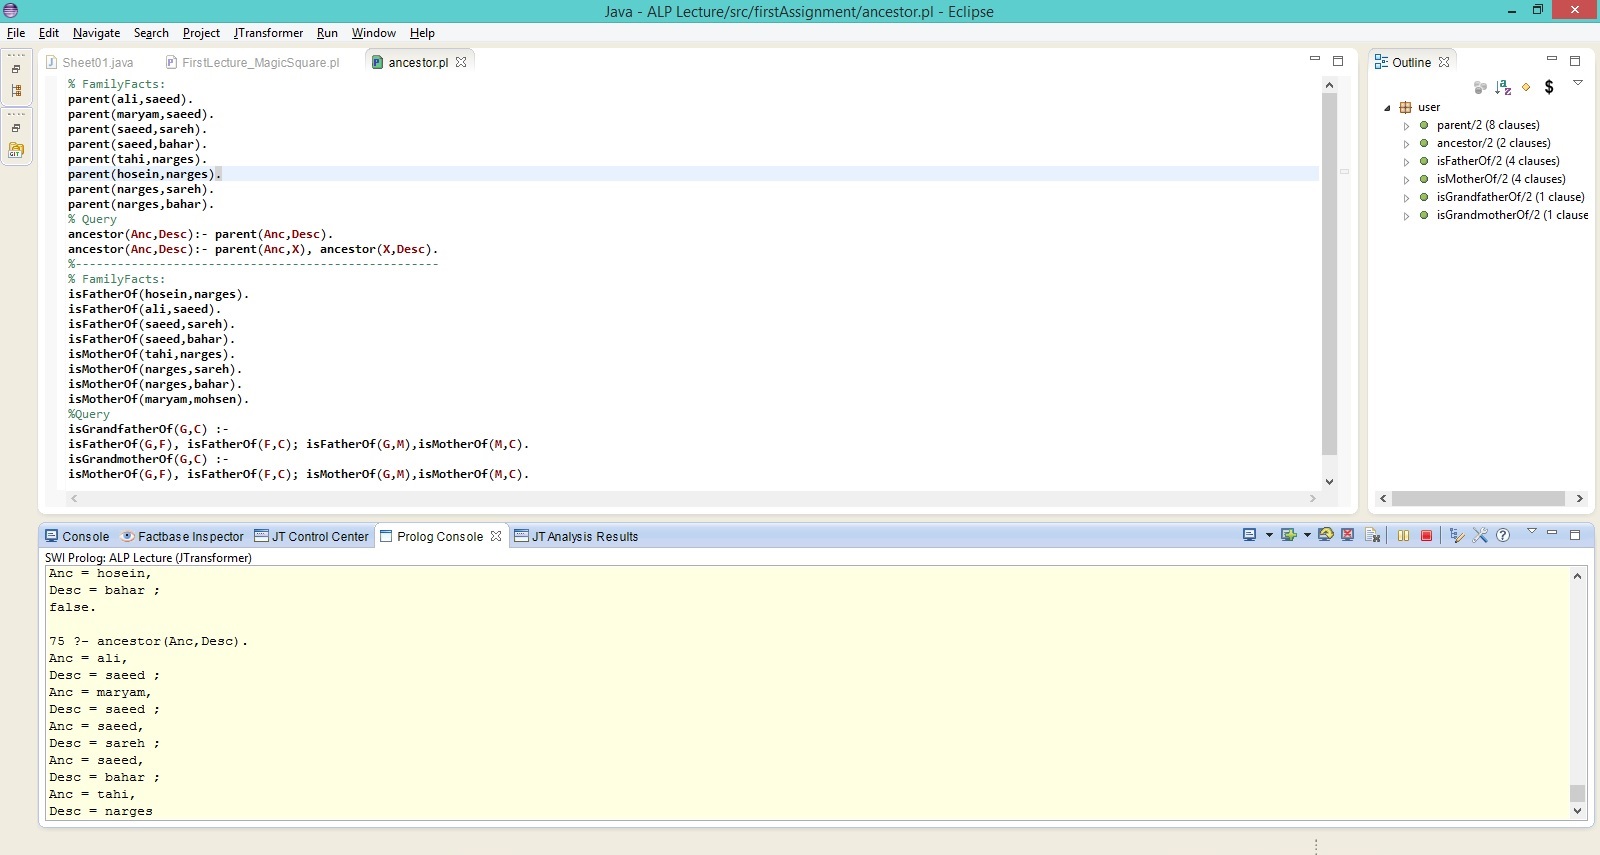 Java - ALP Lecture/src/firstAssignment/ancestor.pl - Eclipse
File Edit Navigate Search Project JTransformer Run Window Help
Sheet01.java FirstLecture_MagicSquare.pl ancestor.pl
% FamilyFacts:
parent(ali,saeed).
parent(maryam,saeed).
parent(saeed,sareh).
parent(saeed,bahar).
parent(tahi,narges).
parent(hosein,narges).
parent(narges,sareh).
parent(narges,bahar).
% Query
ancestor(Anc,Desc):- parent(Anc,Desc).
ancestor(Anc,Desc):- parent(Anc,X), ancestor(X,Desc).
%----------------------------------------------------
% FamilyFacts:
isFatherOf(hosein,narges).
isFatherOf(ali,saeed).
isFatherOf(saeed,sareh).
isFatherOf(saeed,bahar).
isMotherOf(tahi,narges).
isMotherOf(narges,sareh).
isMotherOf(narges,bahar).
isMotherOf(maryam,mohsen).
%Query
isGrandfatherOf(G,C) :-
isFatherOf(G,F), isFatherOf(F,C); isFatherOf(G,M),isMotherOf(M,C).
isGrandmotherOf(G,C) :-
isMotherOf(G,F), isFatherOf(F,C); isMotherOf(G,M),isMotherOf(M,C).
Outline
user
parent/2 (8 clauses)
ancestor/2 (2 clauses)
isFatherOf/2 (4 clauses)
isMotherOf/2 (4 clauses)
isGrandfatherOf/2 (1 clause)
isGrandmotherOf/2 (1 clause
Console Factbase Inspector JT Control Center Prolog Console JT Analysis Results
SWI Prolog: ALP Lecture (JTransformer)
Anc = hosein,
Desc = bahar ;
false.
75 ?- ancestor(Anc,Desc).
Anc = ali,
Desc = saeed ;
Anc = maryam,
Desc = saeed ;
Anc = saeed,
Desc = sareh ;
Anc = saeed,
Desc = bahar ;
Anc = tahi,
Desc = narges